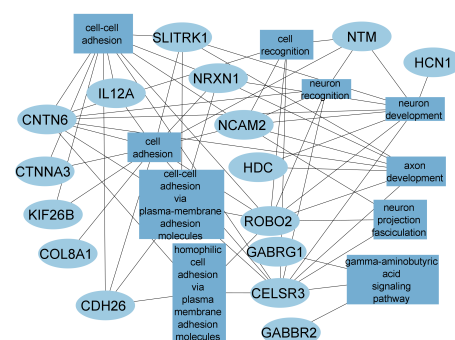 cell-cell
adhesion
SLITRK1
cell
recognition
NTM
HCN1
IL12A
NRXN1
neuron
recognition
neuron
development
CNTN6
NCAM2
cell
adhesion
CTNNA3
HDC
axon
development
cell-cell
adhesion
via
plasma-membrane
adhesion
molecules
KIF26B
ROBO2
neuron
projection
fasciculation
COL8A1
homophilic
cell
adhesion
via
plasma
membrane
adhesion
molecules
GABRG1
gamma-aminobutyric
acid
signaling
pathway
CDH26
CELSR3
GABBR2